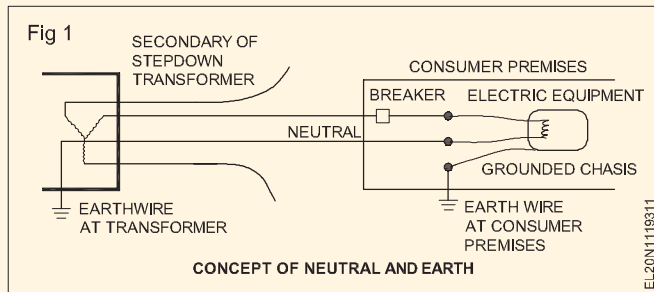 Fig 1
SECONDARY OF
STEPDOWN
TRANSFORMER
CONSUMER PREMISES
BREAKER
ELECTRIC EQUIPMENT
NEUTRAL
GROUNDED CHASIS
EARTHWIRE
AT TRANSFORMER
EARTH WIRE
AT CONSUMER
PREMISES
CONCEPT OF NEUTRAL AND EARTH
EL20N1119311